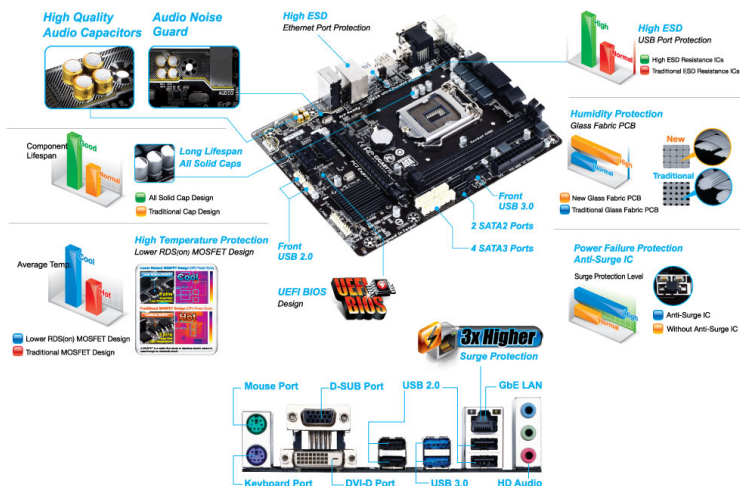 High Quality
Audio Capacitors
Audio Noise
Guard
AUDIO
High ESD
Ethernet Port Protection
High
Normal
High ESD
USB Port Protection
High ESD Resistance ICs
Traditional ESD Resistance ICs
Component
Lifespan
Good
Normal
All Solid Cap Design
Traditional Cap Design
Long Lifespan
All Solid Caps
Humidity Protection
Glass Fabric PCB
High
Normal
New
Traditional
New Glass Fabric PCB
Traditional Glass Fabric PCB
Front
USB 3.0
2 SATA2 Ports
4 SATA3 Ports
Front
USB 2.0
UEFI BIOS
Design
UEFI
BIOS
Average Temp.
Cool
Hot
Lower RDS(on) MOSFET Design
Traditional MOSFET Design
High Temperature Protection
Lower RDS(on) MOSFET Design
Cool
Hot
Power Failure Protection
Anti-Surge IC
Surge Protection Level
High
Normal
Anti-Surge IC
Without Anti-Surge IC
3x Higher
Surge Protection
Mouse Port
D-SUB Port
USB 2.0
GbE LAN
Keyboard Port
DVI-D Port
USB 3.0
HD Audio